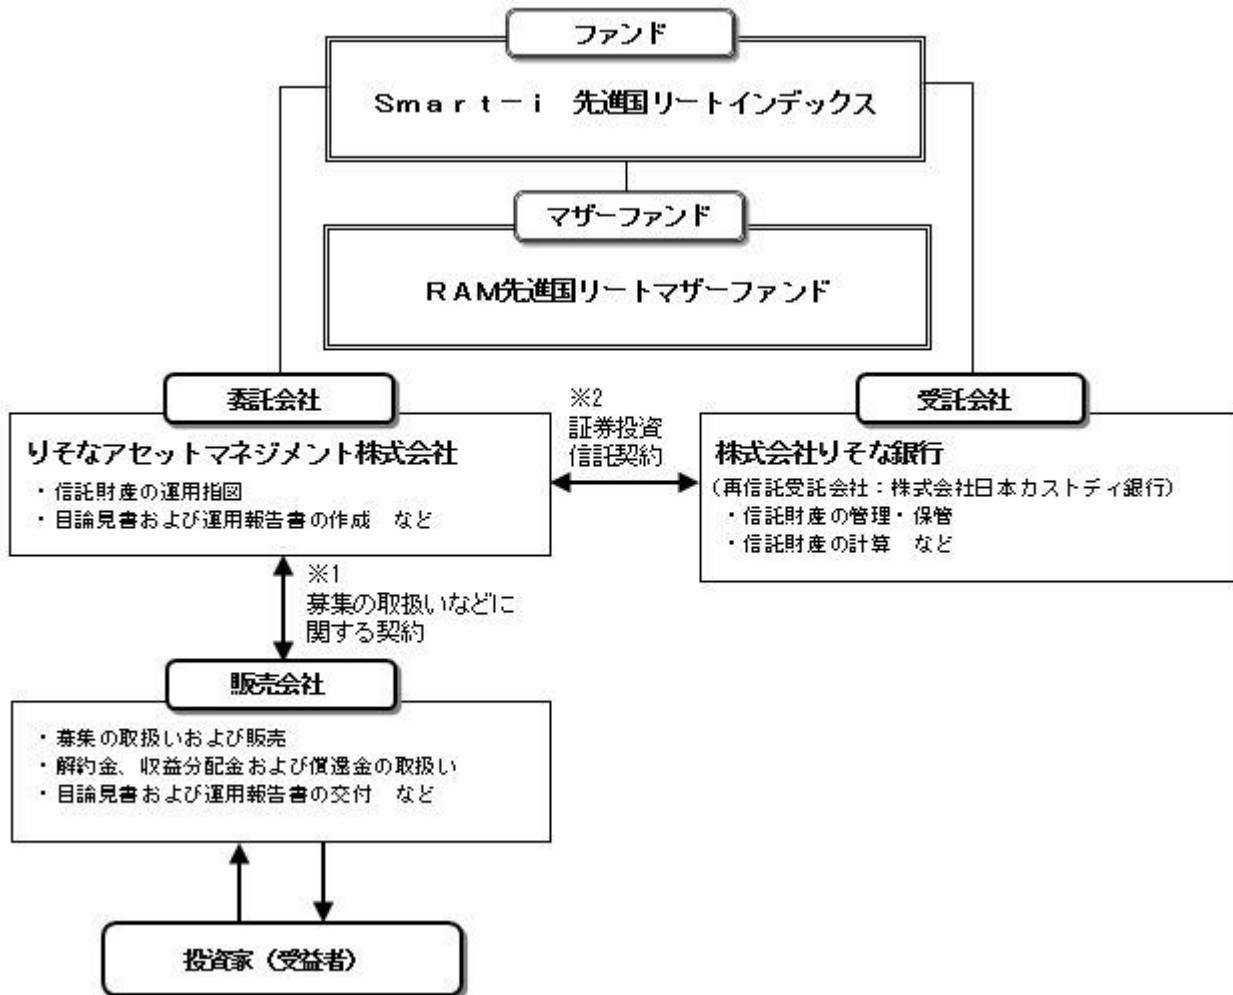 ファンド
Smart-i 先進国リートインデックス
マザーファンド
RAM先進国リートマザーファンド
委託会社
りそなアセットマネジメント株式会社
・信託財産の運用指図
・目論見書および運用報告書の作成 など
※2
証券投資
信託契約
受託会社
株式会社りそな銀行
(再信託受託会社:株式会社日本カストディ銀行)
・信託財産の管理・保管
・信託財産の計算 など
※1
募集の取扱いなどに
関する契約
販売会社
・募集の取扱いおよび販売
・解約金、収益分配金および償還金の取扱い
・目論見書および運用報告書の交付 など
投資家(受益者)